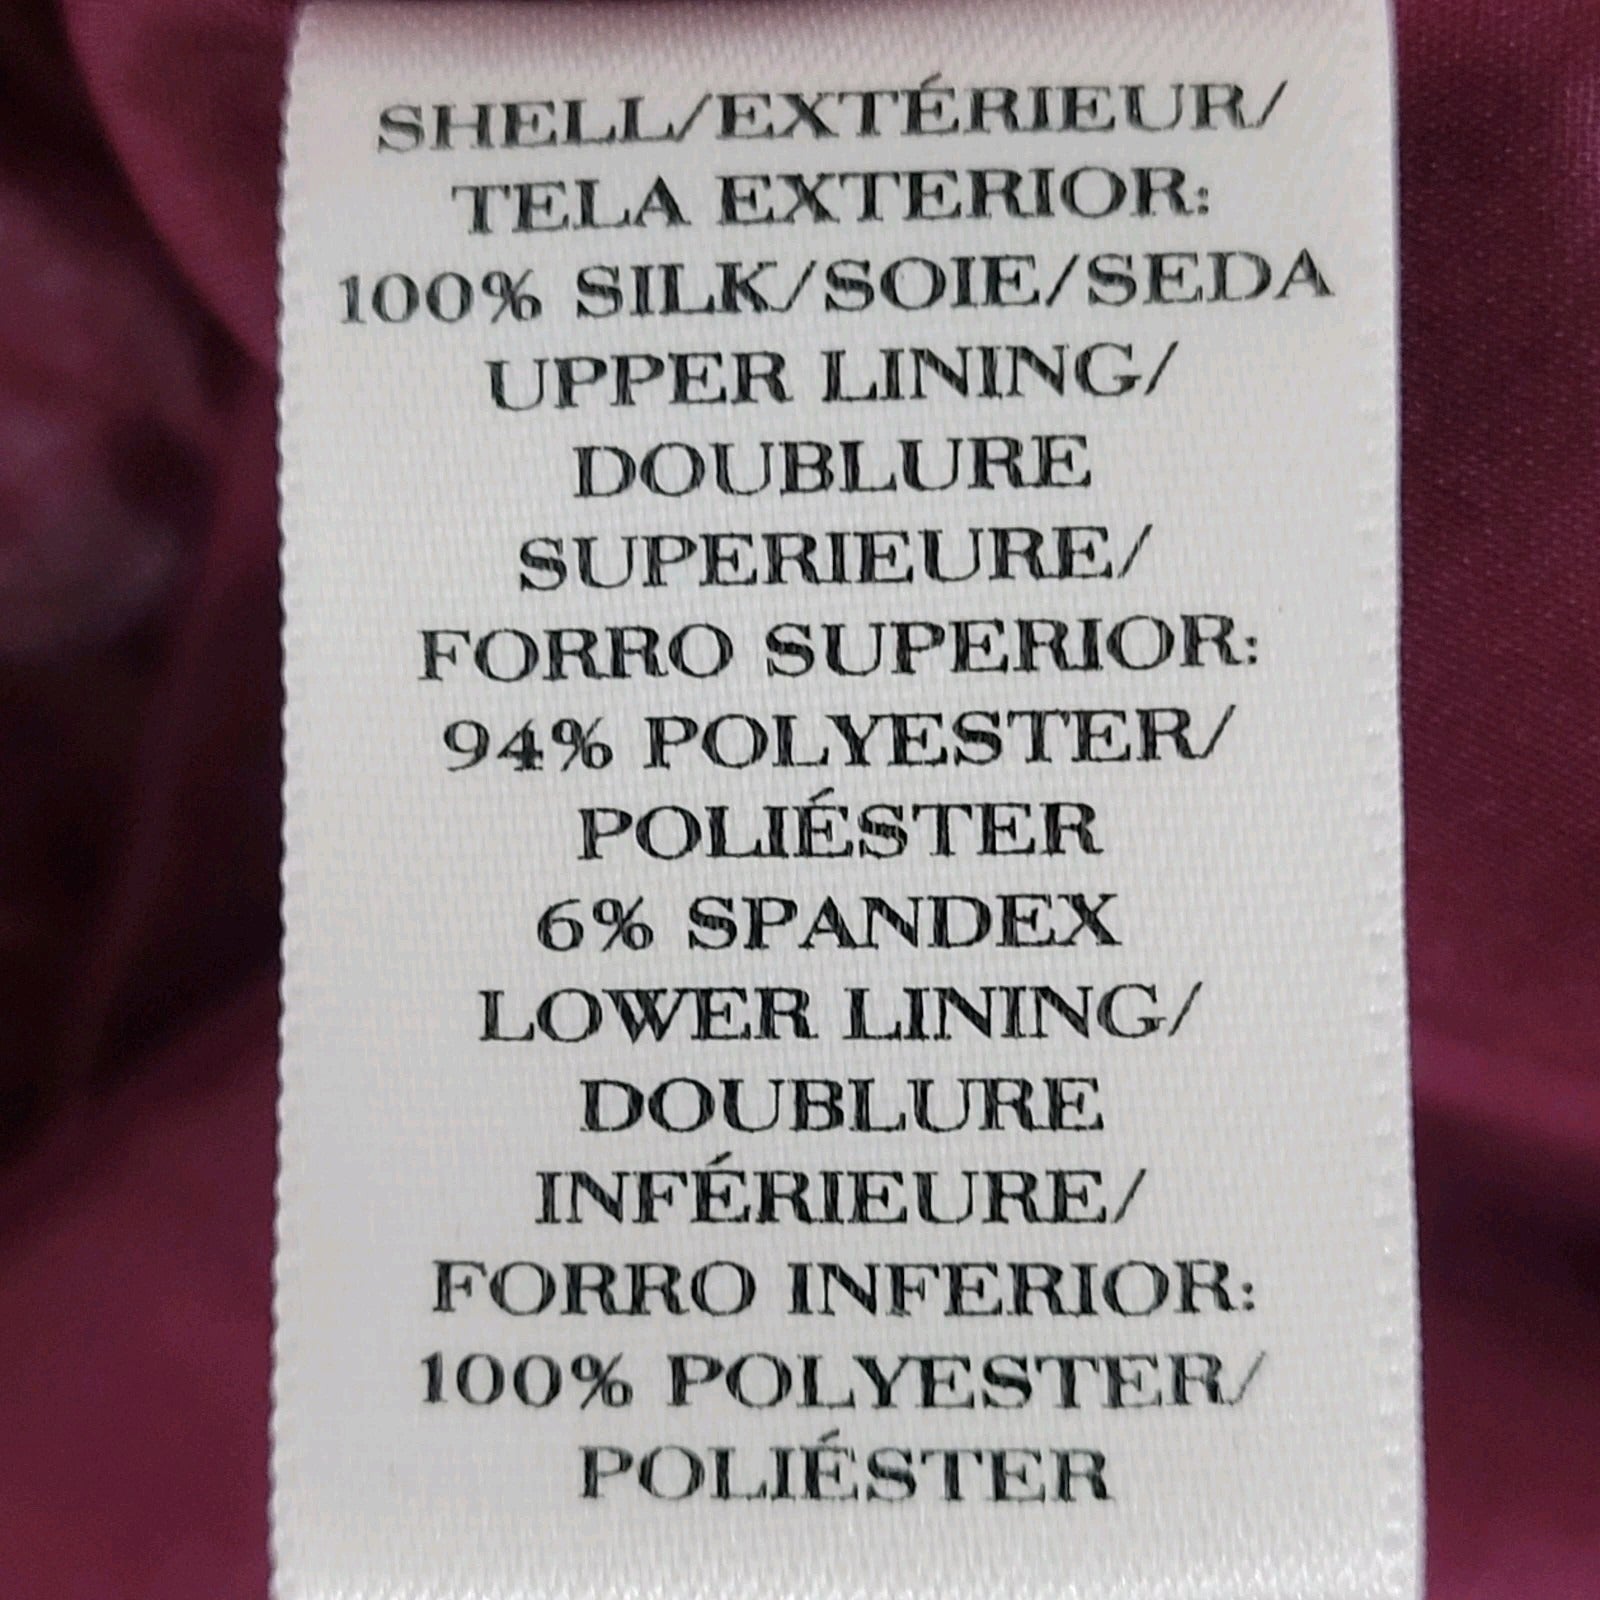 SHELL/EXTÉRIEUR/
TELA EXTERIOR:
100% SILK/SOIE/SEDA
UPPER LINING/
DOUBLURE
SUPERIEURE/
FORRO SUPERIOR:
94% POLYESTER/
POLIÉSTER
6% SPANDEX
LOWER LINING/
DOUBLURE
INFÉRIEURE/
FORRO INFERIOR:
100% POLYESTER/
POLIÉSTER